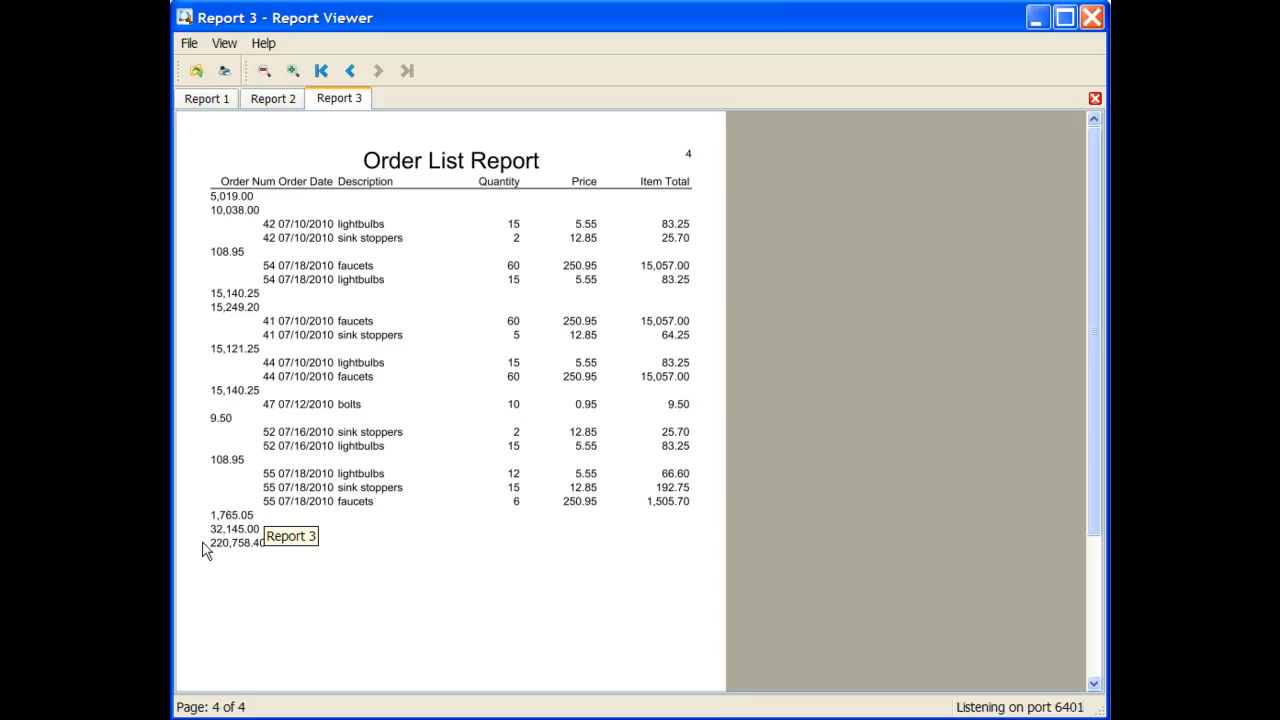 Report 3 - Report Viewer
File View Help
Report 1 Report 2 Report 3
4
Order List Report
Order Num Order Date Description Quantity Price Item Total
5,019.00
10,038.00
42 07/10/2010 lightbulbs 15 5.55 83.25
42 07/10/2010 sink stoppers 2 12.85 25.70
108.95
54 07/18/2010 faucets 60 250.95 15,057.00
54 07/18/2010 lightbulbs 15 5.55 83.25
15,140.25
15,249.20
41 07/10/2010 faucets 60 250.95 15,057.00
41 07/10/2010 sink stoppers 5 12.85 64.25
15,121.25
44 07/10/2010 lightbulbs 15 5.55 83.25
44 07/10/2010 faucets 60 250.95 15,057.00
15,140.25
47 07/12/2010 bolts 10 0.95 9.50
9.50
52 07/16/2010 sink stoppers 2 12.85 25.70
52 07/16/2010 lightbulbs 15 5.55 83.25
108.95
55 07/18/2010 lightbulbs 12 5.55 66.60
55 07/18/2010 sink stoppers 15 12.85 192.75
55 07/18/2010 faucets 6 250.95 1,505.70
1,765.05
32,145.00
Report 3
220,758.40
Page: 4 of 4 Listening on port 6401